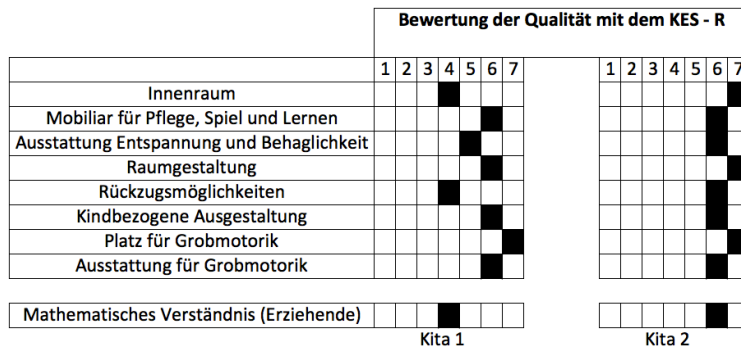 Bewertung der Qualität mit dem KES - R
1 2 3 4 5 6 7 1 2 3 4 5 6 7
Innenraum
Mobiliar für Pflege, Spiel und Lernen
Ausstattung Entspannung und Behaglichkeit
Raumgestaltung
Rückzugsmöglichkeiten
Kindbezogene Ausgestaltung
Platz für Grobmotorik
Ausstattung für Grobmotorik
Mathematisches Verständnis (Erziehende)
Kita 1 Kita 2